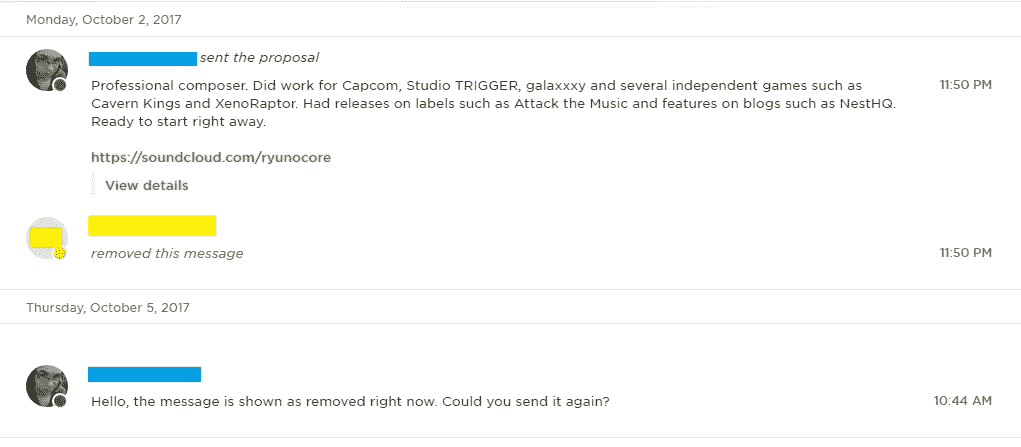 Monday, October 2, 2017
sent the proposal
Professional composer. Did work for Capcom, Studio TRIGGER, galaxxxy and several independent games such as
11:50 PM
Cavern Kings and XenoRaptor. Had releases on labels such as Attack the Music and features on blogs such as NestHQ.
Ready to start right away.
https://soundcloud.com/ryunocore
View details
removed this message
11:50 PM
Thursday, October 5, 2017
Hello, the message is shown as removed right now. Could you send it again?
10:44 AM